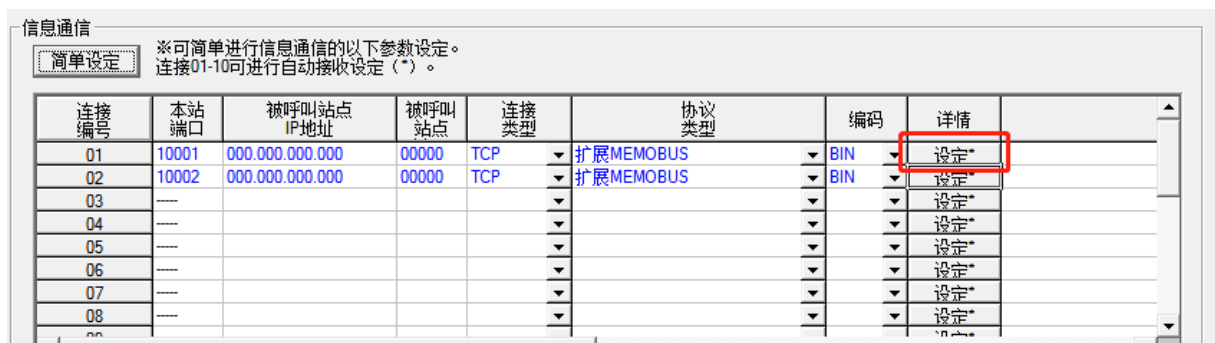 信息通信
简单设定
※可简单进行信息通信的以下参数设定。
连接01-10可进行自动接收设定（*）。
连接编号 本站端口 被呼叫站点IP地址 被呼叫站点 连接类型 协议类型 编码 详情
01 10001 000.000.000.000 00000 TCP 扩展MEMOBUS BIN 设定*
02 10002 000.000.000.000 00000 TCP 扩展MEMOBUS BIN 设定*
03 ----- 设定*
04 ----- 设定*
05 ----- 设定*
06 ----- 设定*
07 ----- 设定*
08 ----- 设定*